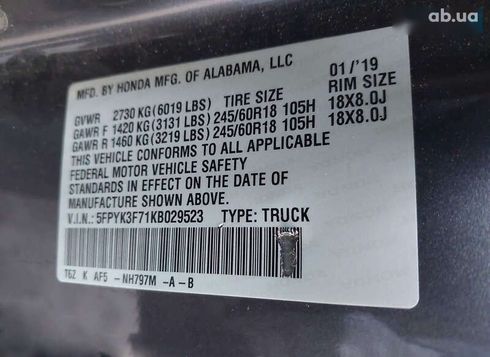 ab.ua
MFD. BY HONDA MFG. OF ALABAMA, LLC 01/'19
GVWR 2730 KG (6019 LBS) TIRE SIZE RIM SIZE
GAWR F 1420 KG (3131 LBS) 245/60R18 105H 18X8.0J
GAWR R 1460 KG (3219 LBS) 245/60R18 105H 18X8.0J
THIS VEHICLE CONFORMS TO ALL APPLICABLE
FEDERAL MOTOR VEHICLE SAFETY
STANDARDS IN EFFECT ON THE DATE OF
MANUFACTURE SHOWN ABOVE.
V.I.N.: 5FPYK3F71KB029523 TYPE: TRUCK
T6Z K AF5 -NH797M -A -B